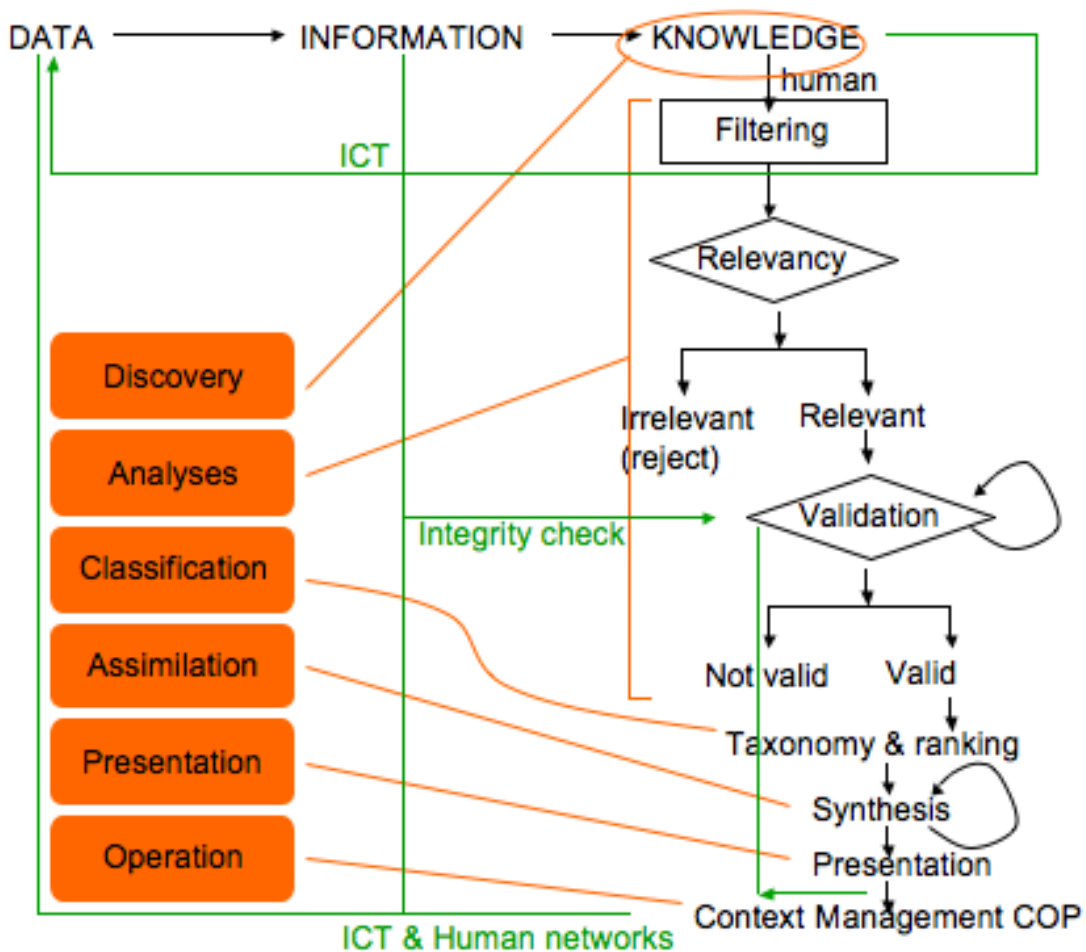 DATA INFORMATION KNOWLEDGE
human
Filtering
ICT
Relevancy
Discovery
Irrelevant
(reject)
Relevant
Analyses
Validation
Integrity check
Classification
Assimilation
Not valid
Valid
Taxonomy & ranking
Presentation
Synthesis
Operation
Presentation
Context Management COP
ICT & Human networks